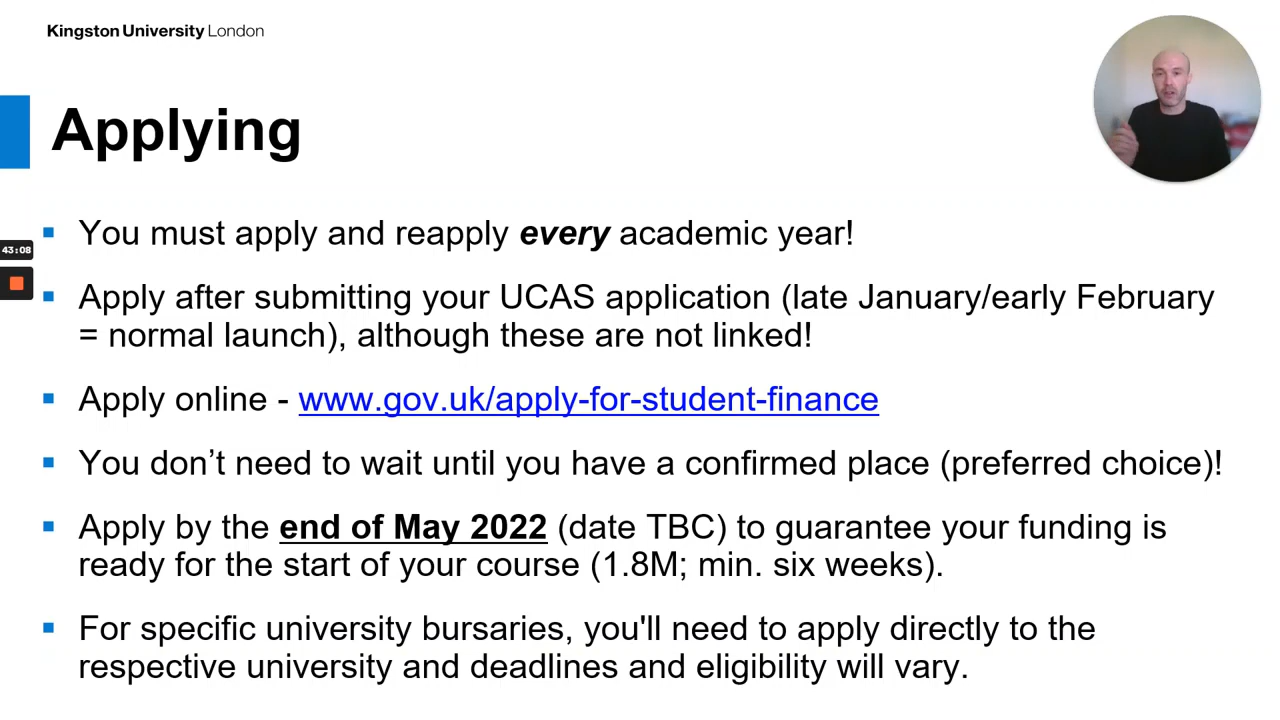 Kingston University London
Applying
▪ You must apply and reapply every academic year!
43:08
▪ Apply after submitting your UCAS application (late January/early February
= normal launch), although these are not linked!
▪ Apply online - www.gov.uk/apply-for-student-finance
▪ You don’t need to wait until you have a confirmed place (preferred choice)!
▪ Apply by the end of May 2022 (date TBC) to guarantee your funding is
ready for the start of your course (1.8M; min. six weeks).
▪ For specific university bursaries, you'll need to apply directly to the
respective university and deadlines and eligibility will vary.